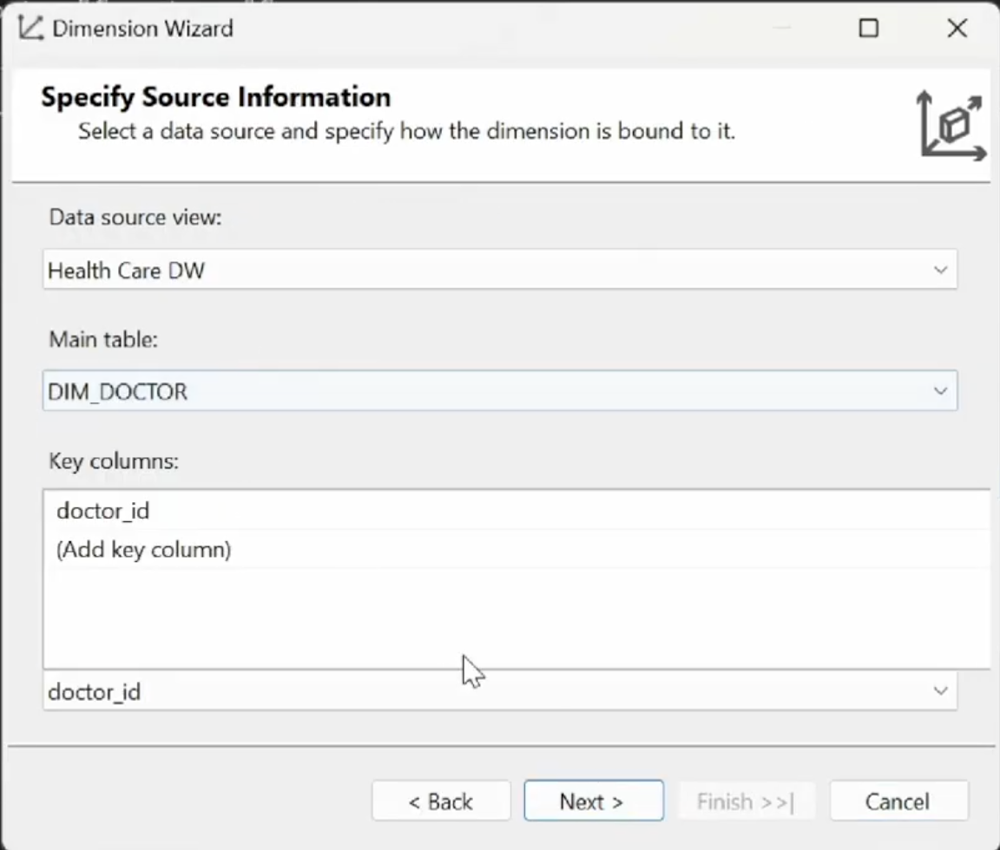 Dimension Wizard
Specify Source Information
Select a data source and specify how the dimension is bound to it.
Data source view:
Health Care DW
Main table:
DIM_DOCTOR
Key columns:
doctor_id
(Add key column)
doctor_id
< Back Next > Finish >>| Cancel